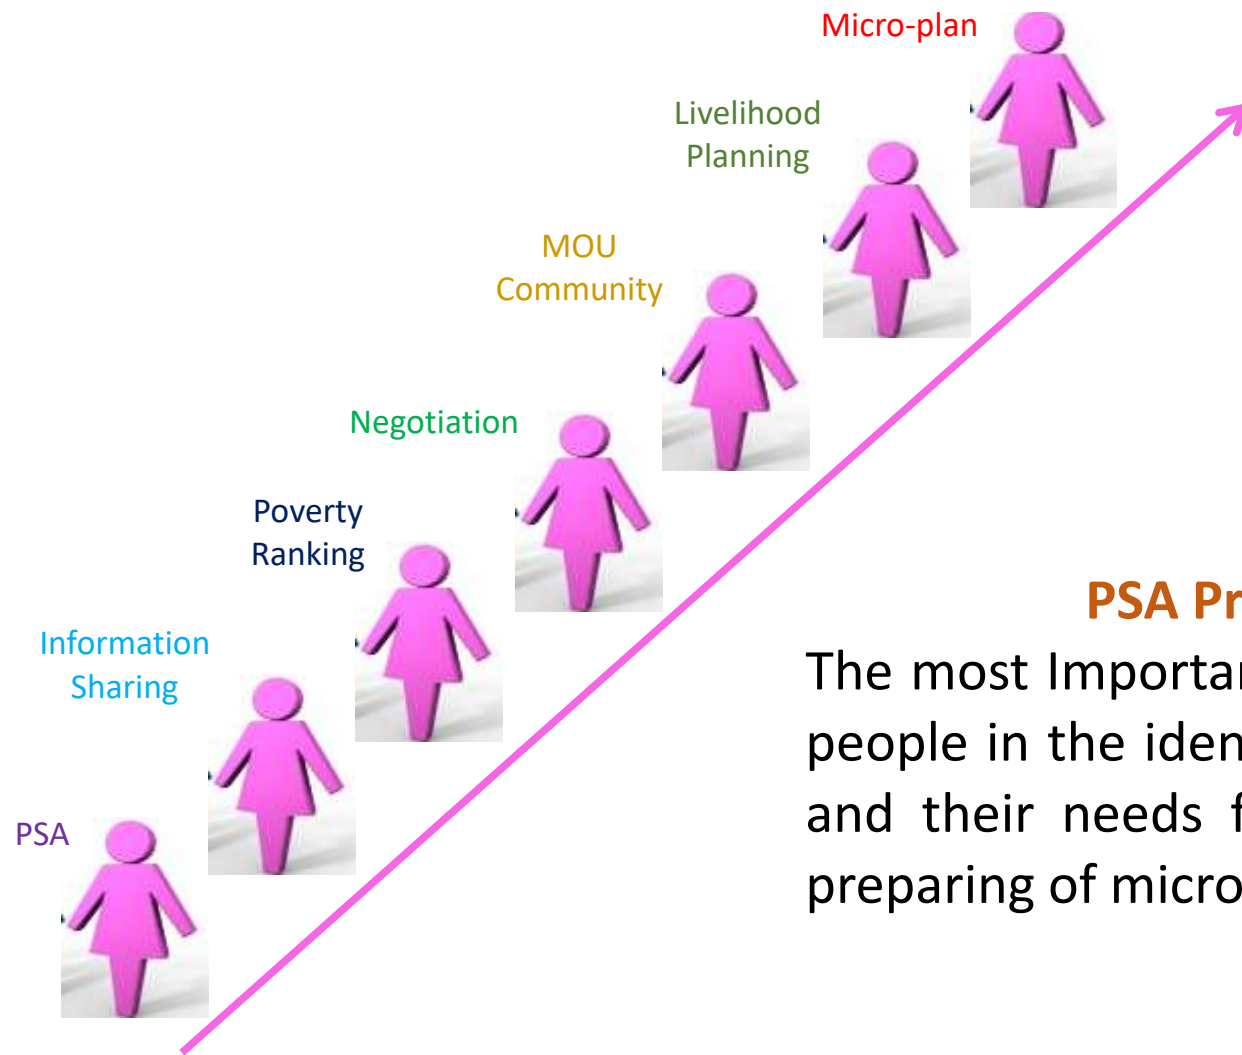 Micro-plan
Livelihood
Planning
MOU
Community
Negotiation
Poverty
Ranking
Information
Sharing
PSA
PSA
The most
people in the
and their needs
preparing of